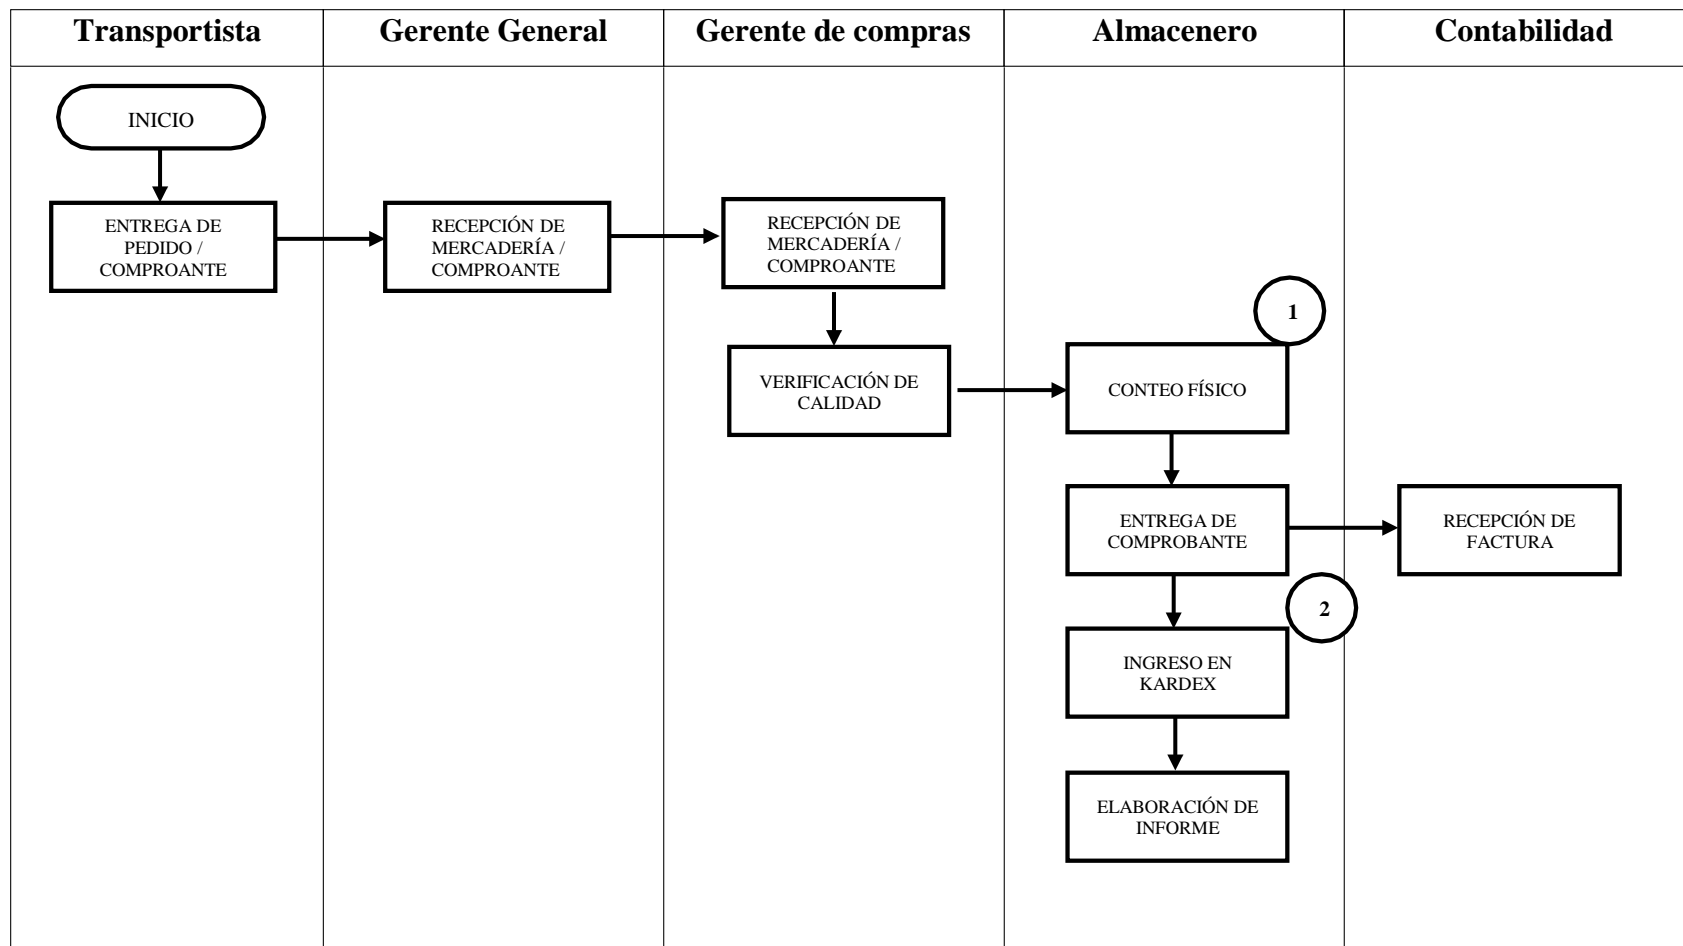 Transportista
Gerente General
Gerente de compras
Almacenero
Contabilidad
INICIO
ENTREGA DE
PEDIDO /
COMPROANTE
RECEPCIÓN DE
MERCADERÍA /
COMPROANTE
RECEPCIÓN DE
MERCADERÍA /
COMPROANTE
1
VERIFICACIÓN DE
CALIDAD
CONTEO FÍSICO
ENTREGA DE
COMPROBANTE
RECEPCIÓN DE
FACTURA
2
INGRESO EN
KARDEX
ELABORACIÓN DE
INFORME